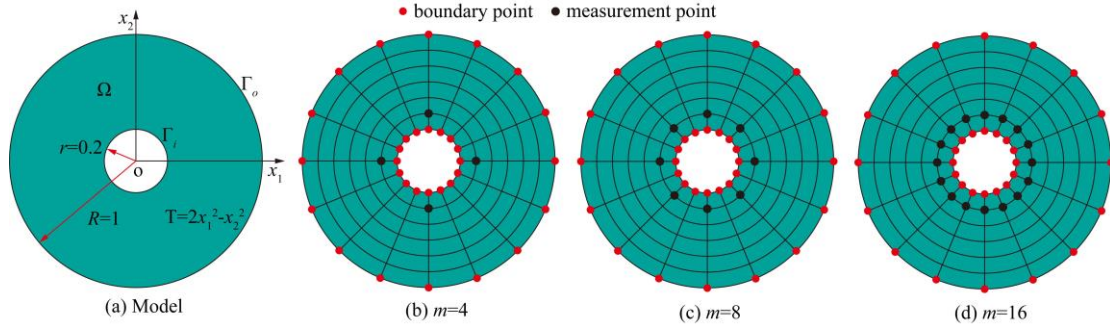 ● boundary point ● measurement point
x₂
Γₒ
Ω
Γᵢ
r=0.2
o
x₁
R=1
T=2x₁²-x₂²
(a) Model
(b) m=4
(c) m=8
(d) m=16